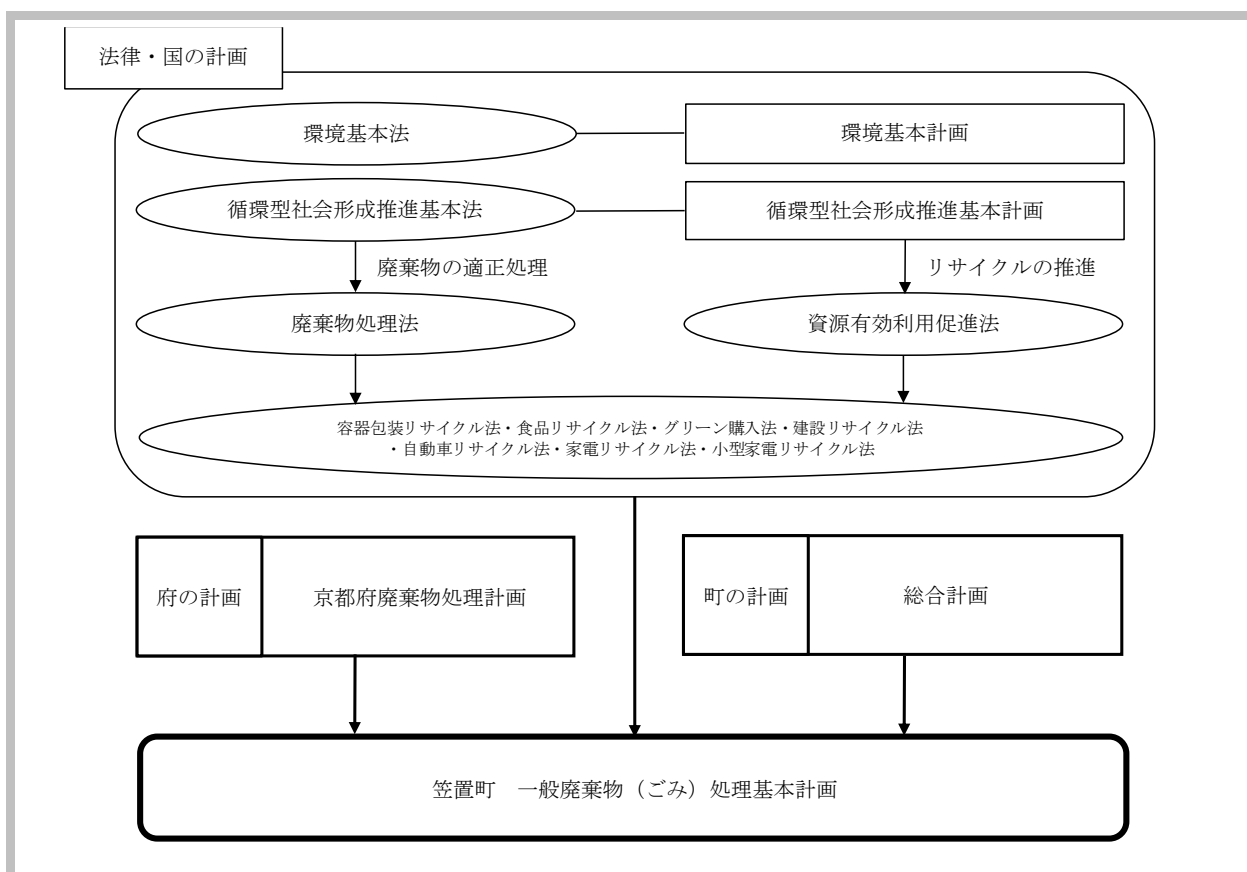 法律・国の計画
環境基本法
環境基本計画
循環型社会形成推進基本法
循環型社会形成推進基本計画
廃棄物の適正処理
リサイクルの推進
廃棄物処理法
資源有効利用促進法
容器包装リサイクル法・食品リサイクル法・グリーン購入法・建設リサイクル法
・自動車リサイクル法・家電リサイクル法・小型家電リサイクル法
府の計画
京都府廃棄物処理計画
町の計画
総合計画
笠置町　一般廃棄物（ごみ）処理基本計画